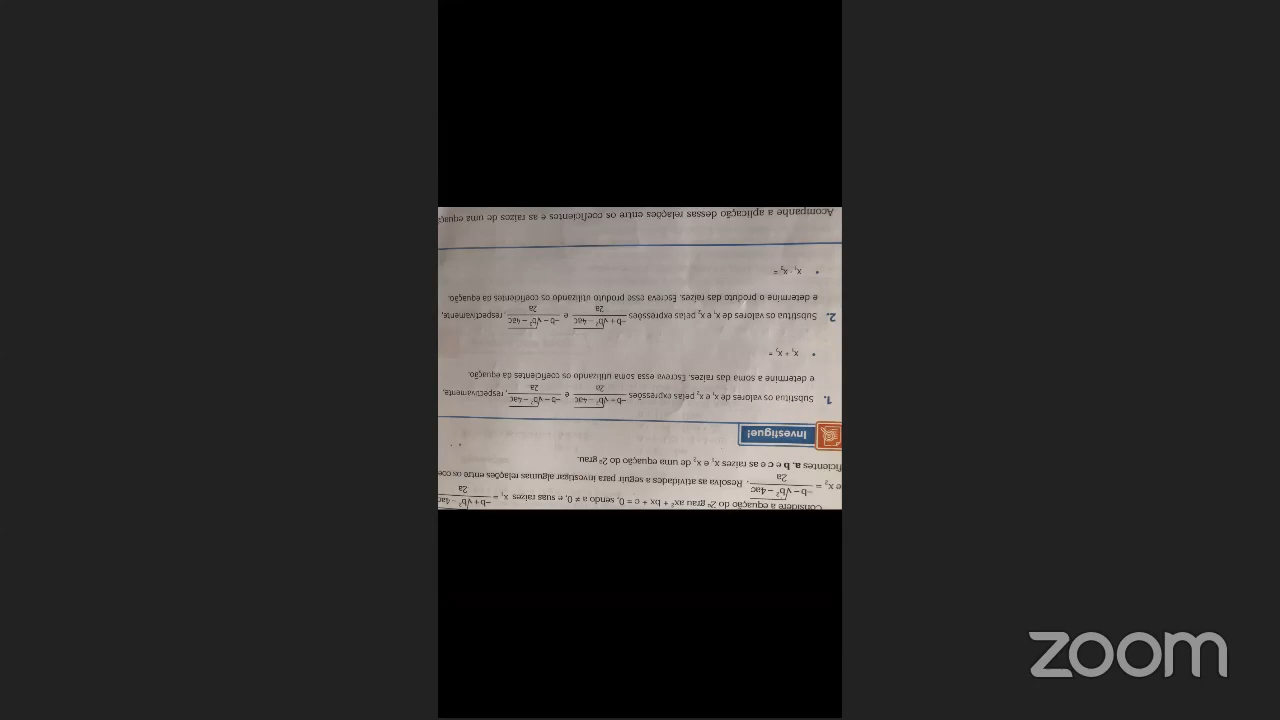 Considere a equação do 2º grau ax² + bx + c = 0, sendo a ≠ 0, e suas raízes x₁ = (–b + √(b² – 4ac))/2a
e x₂ = (–b – √(b² – 4ac))/2a. Resolva as atividades a seguir para investigar algumas relações entre os coe
ficientes a, b e c e as raízes x₁ e x₂ de uma equação do 2º grau.
Investigue!
1. Substitua os valores de x₁ e x₂ pelas expressões (–b + √(b² – 4ac))/2a e (–b – √(b² – 4ac))/2a, respectivamente,
e determine a soma das raízes. Escreva essa soma utilizando os coeficientes da equação.
• x₁ + x₂ =
2. Substitua os valores de x₁ e x₂ pelas expressões (–b + √(b² – 4ac))/2a e (–b – √(b² – 4ac))/2a, respectivamente,
e determine o produto das raízes. Escreva esse produto utilizando os coeficientes da equação.
• x₁ · x₂ =
Acompanhe a aplicação dessas relações entre os coeficientes e as raízes de uma equaç
zoom